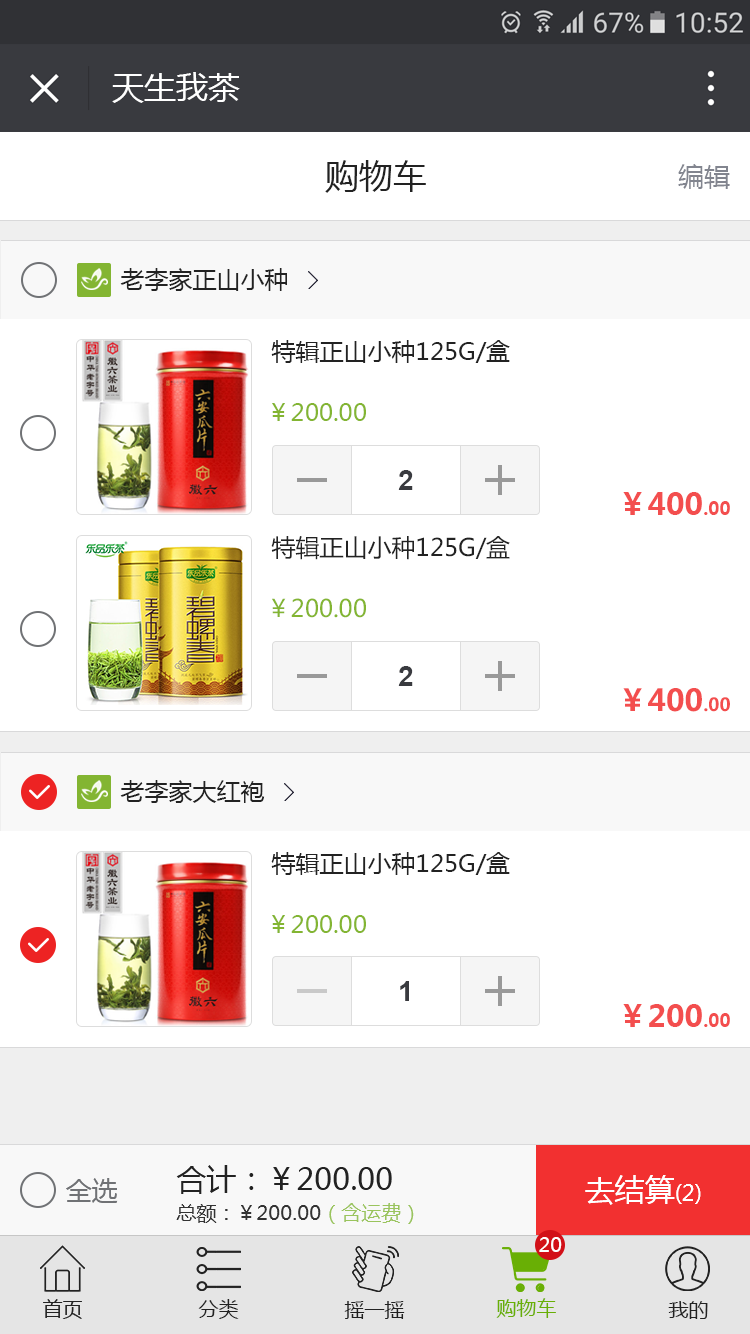 67% 10:52
天生我茶
购物车 编辑
老李家正山小种
中华老字号 徽六茶业
六安瓜片
徽六
特辑正山小种125G/盒
¥ 200.00
2
¥ 400.00
乐品乐茶
乐品乐茶
碧螺春
碧螺春
特辑正山小种125G/盒
¥ 200.00
2
¥ 400.00
老李家大红袍
中华老字号 徽六茶业
六安瓜片
徽六
特辑正山小种125G/盒
¥ 200.00
1
¥ 200.00
全选
合计：¥ 200.00
总额：¥ 200.00 ( 含运费 )
去结算(2)
20
首页 分类 摇一摇 购物车 我的